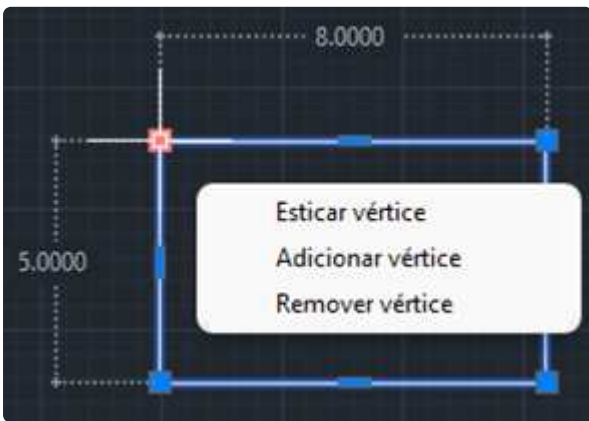 8.0000
Esticar vértice
5.0000
Adicionar vértice
Remover vértice